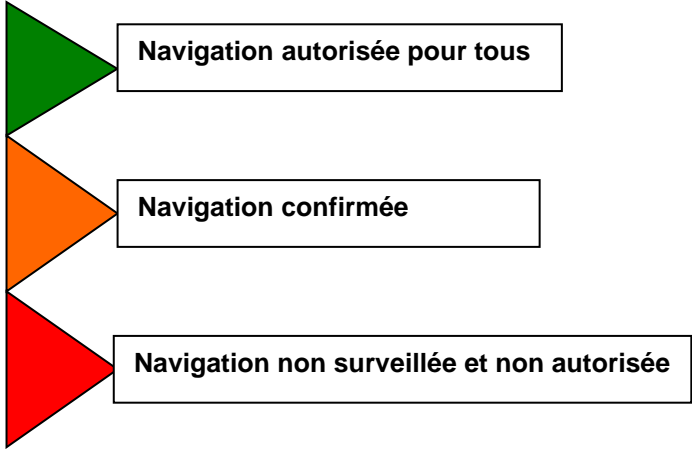 Navigation autorisée pour tous
Navigation confirmée
Navigation non surveillée et non autorisée